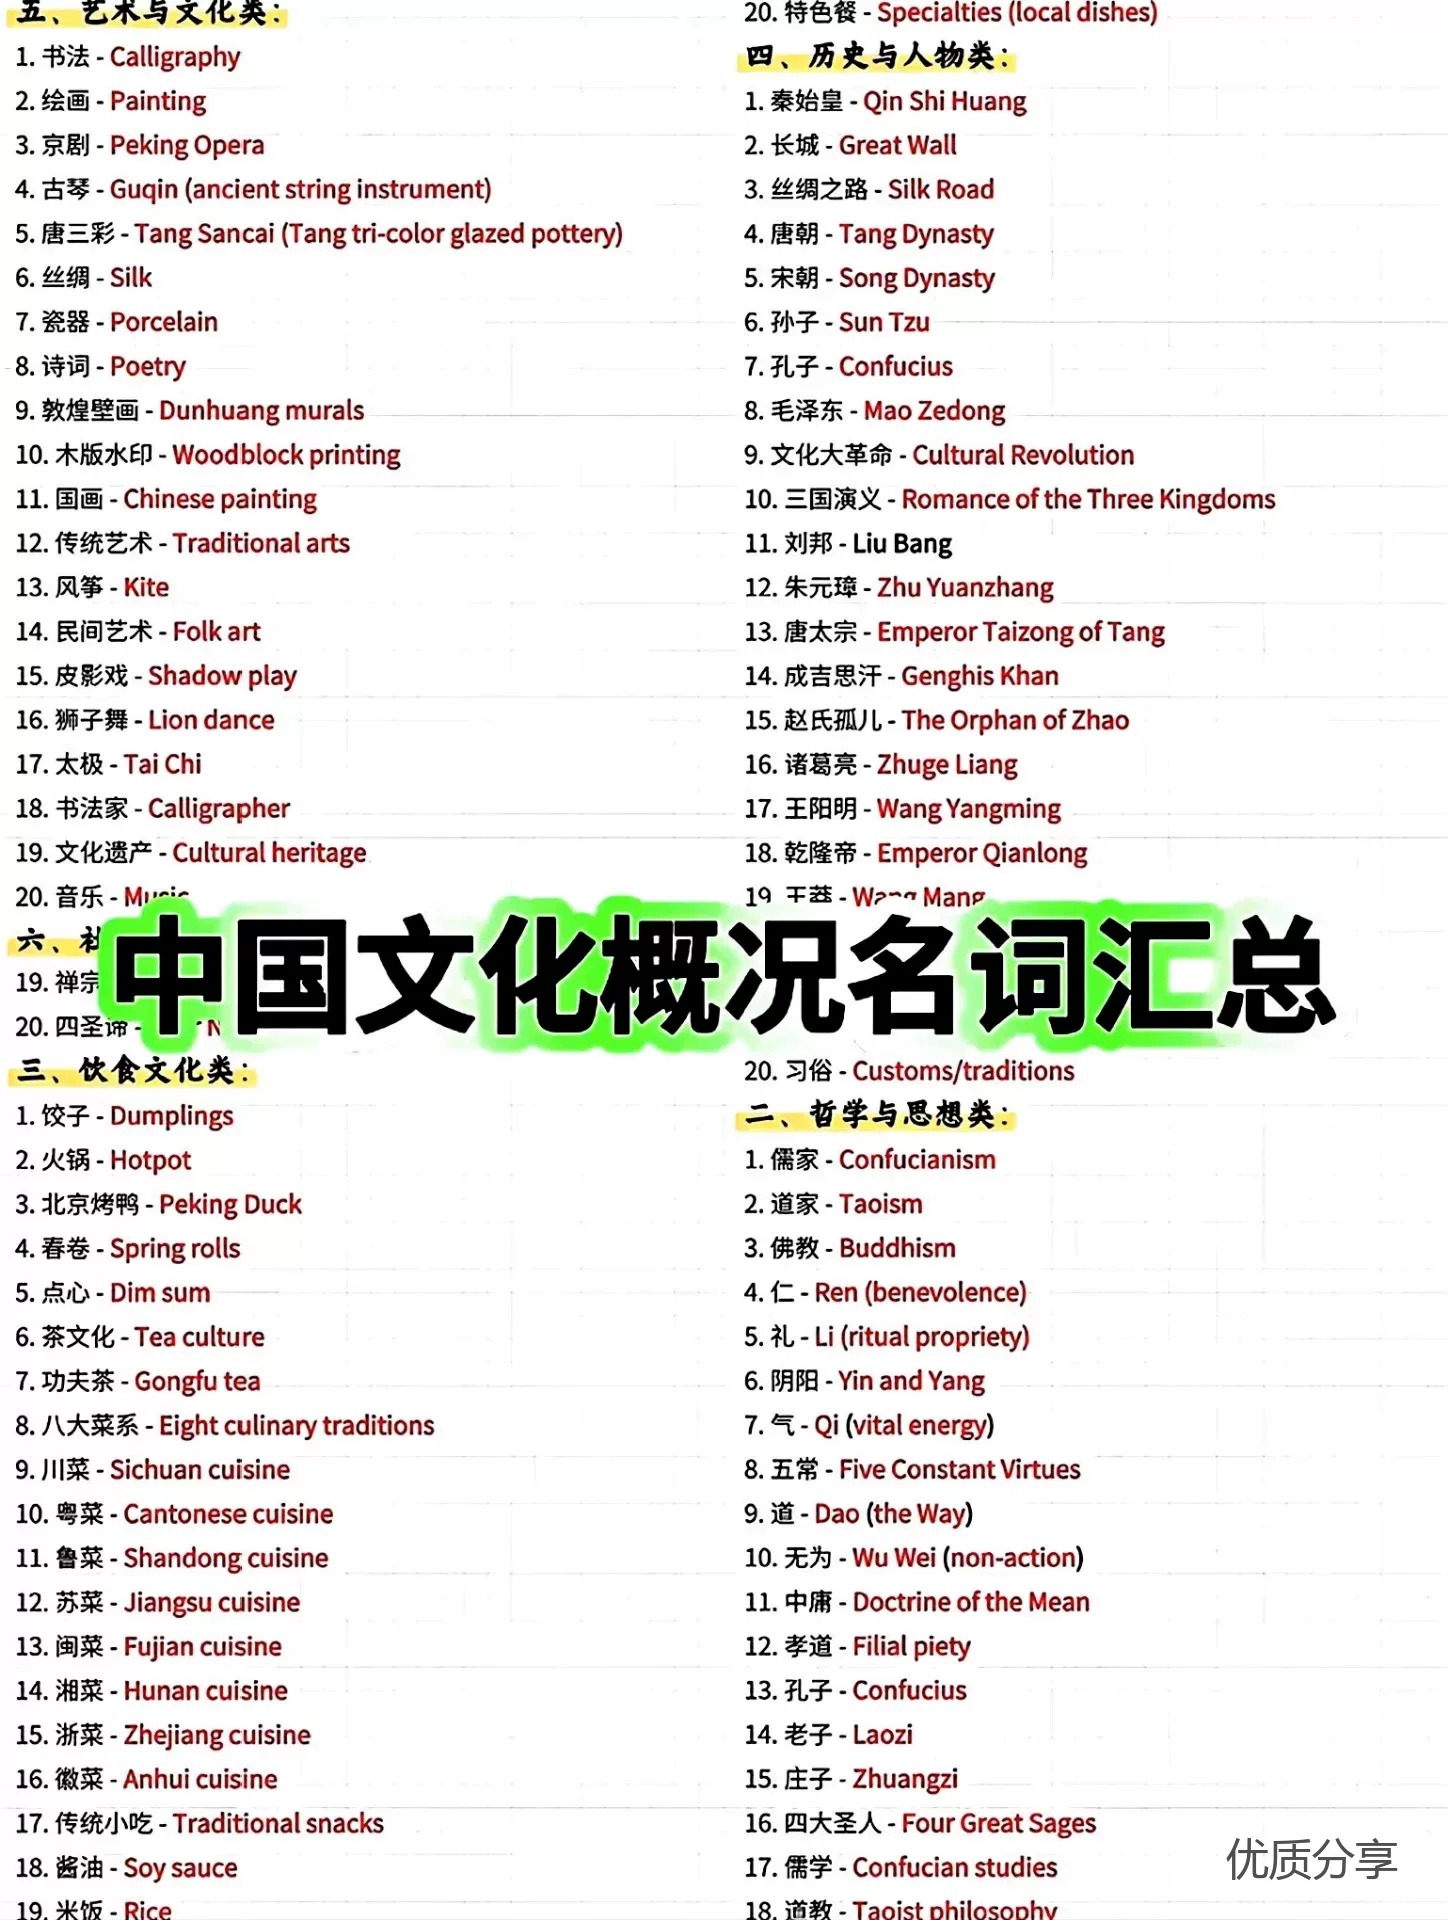 五、艺术与文化类：
1. 书法 - Calligraphy
2. 绘画 - Painting
3. 京剧 - Peking Opera
4. 古琴 - Guqin (ancient string instrument)
5. 唐三彩 - Tang Sancai (Tang tri-color glazed pottery)
6. 丝绸 - Silk
7. 瓷器 - Porcelain
8. 诗词 - Poetry
9. 敦煌壁画 - Dunhuang murals
10. 木版水印 - Woodblock printing
11. 国画 - Chinese painting
12. 传统艺术 - Traditional arts
13. 风筝 - Kite
14. 民间艺术 - Folk art
15. 皮影戏 - Shadow play
16. 狮子舞 - Lion dance
17. 太极 - Tai Chi
18. 书法家 - Calligrapher
19. 文化遗产 - Cultural heritage
20. 音乐 - Music
六、社
20. 特色餐 - Specialties (local dishes)
四、历史与人物类：
1. 秦始皇 - Qin Shi Huang
2. 长城 - Great Wall
3. 丝绸之路 - Silk Road
4. 唐朝 - Tang Dynasty
5. 宋朝 - Song Dynasty
6. 孙子 - Sun Tzu
7. 孔子 - Confucius
8. 毛泽东 - Mao Zedong
9. 文化大革命 - Cultural Revolution
10. 三国演义 - Romance of the Three Kingdoms
11. 刘邦 - Liu Bang
12. 朱元璋 - Zhu Yuanzhang
13. 唐太宗 - Emperor Taizong of Tang
14. 成吉思汗 - Genghis Khan
15. 赵氏孤儿 - The Orphan of Zhao
16. 诸葛亮 - Zhuge Liang
17. 王阳明 - Wang Yangming
18. 乾隆帝 - Emperor Qianlong
19. 王莽 - Wang Mang
中国文化概况名词汇总
19. 禅宗
20. 四圣谛 -
三、饮食文化类：
1. 饺子 - Dumplings
2. 火锅 - Hotpot
3. 北京烤鸭 - Peking Duck
4. 春卷 - Spring rolls
5. 点心 - Dim sum
6. 茶文化 - Tea culture
7. 功夫茶 - Gongfu tea
8. 八大菜系 - Eight culinary traditions
9. 川菜 - Sichuan cuisine
10. 粤菜 - Cantonese cuisine
11. 鲁菜 - Shandong cuisine
12. 苏菜 - Jiangsu cuisine
13. 闽菜 - Fujian cuisine
14. 湘菜 - Hunan cuisine
15. 浙菜 - Zhejiang cuisine
16. 徽菜 - Anhui cuisine
17. 传统小吃 - Traditional snacks
18. 酱油 - Soy sauce
19. 米饭 - Rice
20. 习俗 - Customs/traditions
二、哲学与思想类：
1. 儒家 - Confucianism
2. 道家 - Taoism
3. 佛教 - Buddhism
4. 仁 - Ren (benevolence)
5. 礼 - Li (ritual propriety)
6. 阴阳 - Yin and Yang
7. 气 - Qi (vital energy)
8. 五常 - Five Constant Virtues
9. 道 - Dao (the Way)
10. 无为 - Wu Wei (non-action)
11. 中庸 - Doctrine of the Mean
12. 孝道 - Filial piety
13. 孔子 - Confucius
14. 老子 - Laozi
15. 庄子 - Zhuangzi
16. 四大圣人 - Four Great Sages
17. 儒学 - Confucian studies
18. 道教 - Taoist philosophy
优质分享